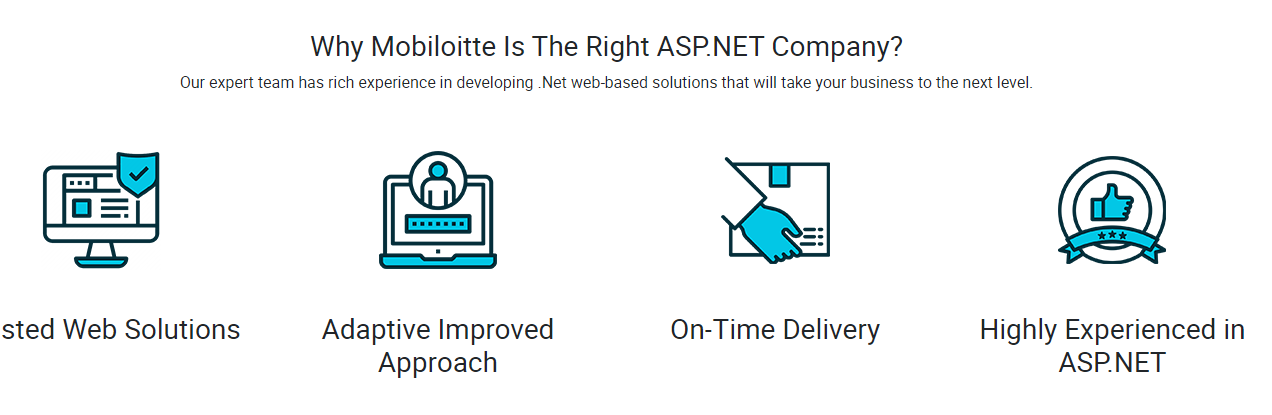 Why Mobiloitte Is The Right ASP.NET Company?
Our expert team has rich experience in developing .Net web-based solutions that will take your business to the next level.
sted Web Solutions
Adaptive Improved
Approach
On-Time Delivery
Highly Experienced in
ASP.NET